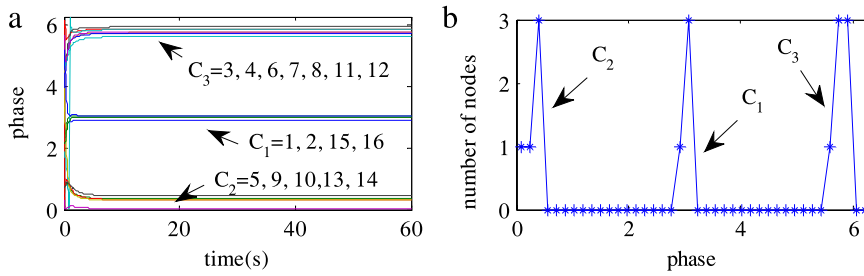 a
6
4
2
0
phase
C3=3, 4, 6, 7, 8, 11, 12
C1=1, 2, 15, 16
C2=5, 9, 10,13, 14
0 20 40 60
time(s)
b
3
2
1
0
number of nodes
C2
C1
C3
0 2 4 6
phase